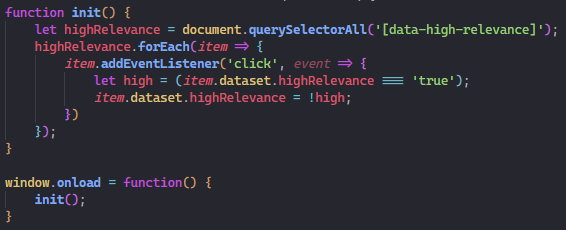 function init() {
    let highRelevance = document.querySelectorAll('[data-high-relevance]');
    highRelevance.forEach(item => {
        item.addEventListener('click', event => {
            let high = (item.dataset.highRelevance === 'true');
            item.dataset.highRelevance = !high;
        })
    });
}

window.onload = function() {
    init();
}